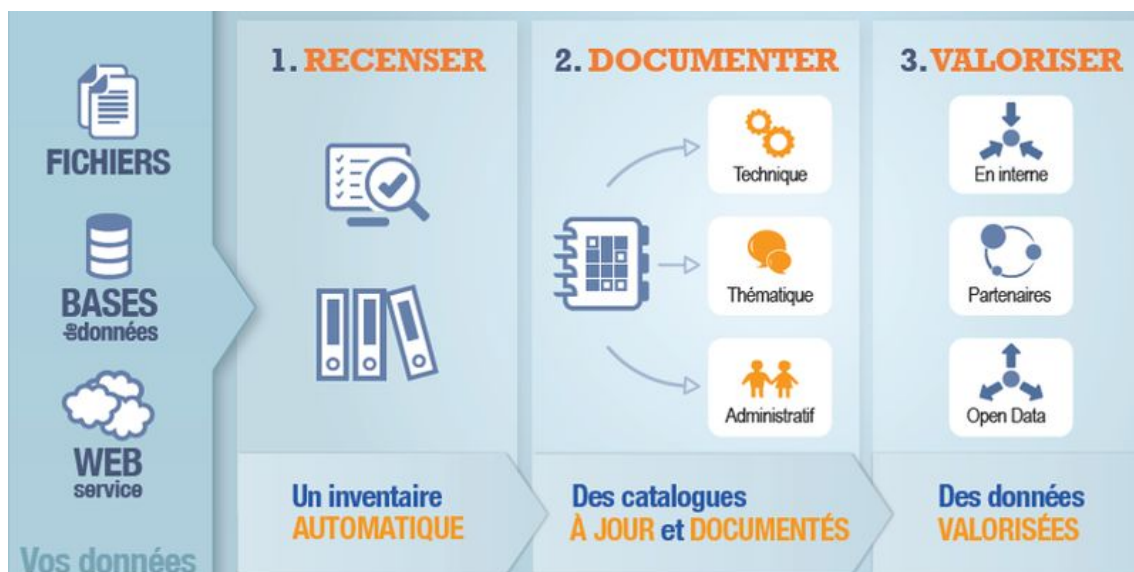 FICHIERS
BASES
de données
WEB
service
Vos données
1. RECENSER
Un inventaire
AUTOMATIQUE
2. DOCUMENTER
Technique
Thématique
Administratif
Des catalogues
À JOUR et DOCUMENTÉS
3. VALORISER
En interne
Partenaires
Open Data
Des données
VALORISÉES